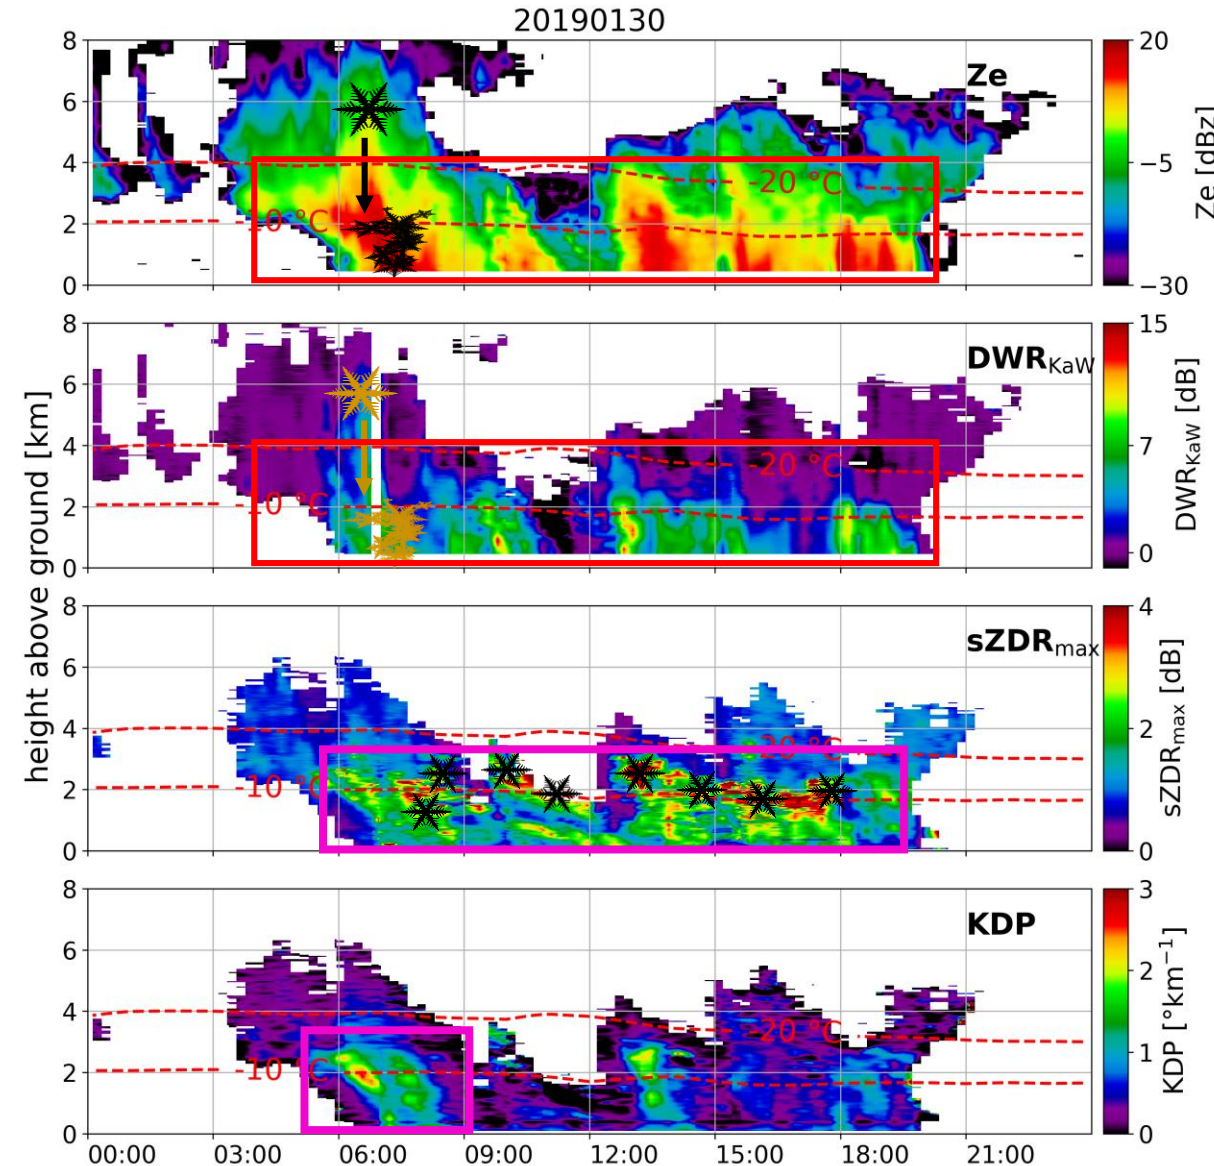 20190130
8
6
4
2
0
Ze
-20 °C
-10 °C
20
−5
−30
Ze [dBz]
8
6
4
2
0
DWRKaW
-20 °C
-10 °C
15
7
0
DWRKaW [dB]
height above ground [km]
8
6
4
2
0
sZDRmax
-20 °C
-10 °C
4
2
0
sZDRmax [dB]
8
6
4
2
0
KDP
-20 °C
-10 °C
3
2
1
0
KDP [°km−1]
00:00 03:00 06:00 09:00 12:00 15:00 18:00 21:00